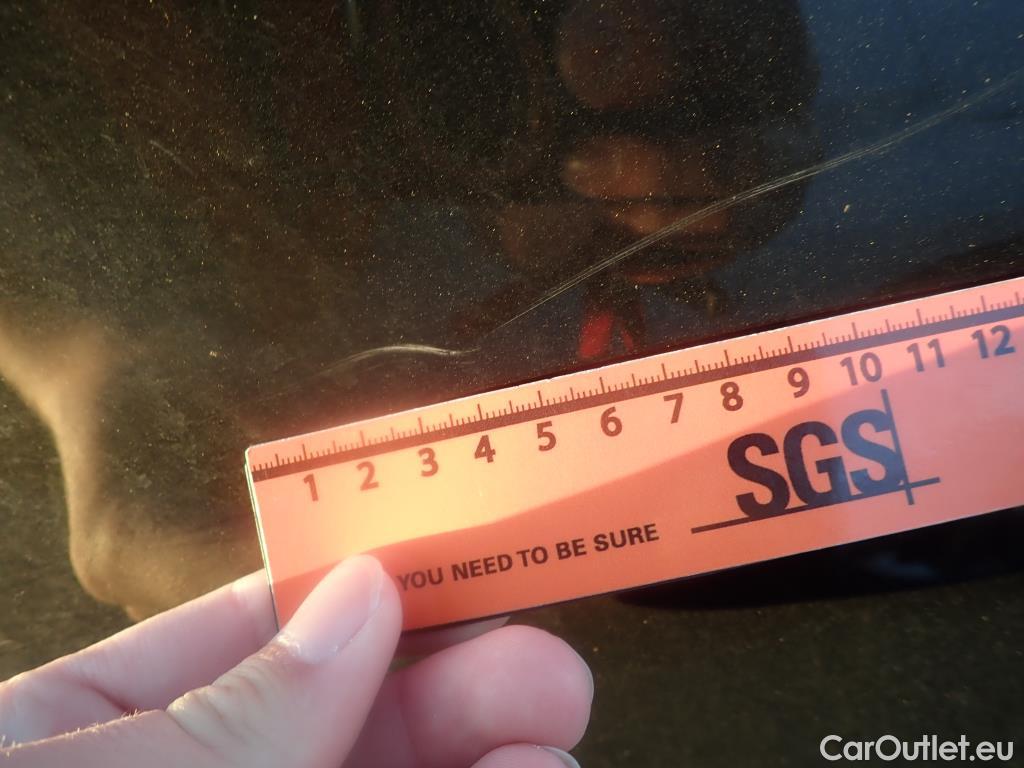 1 2 3 4 5 6 7 8 9 10 11 12
SGS
YOU NEED TO BE SURE
CarOutlet.eu